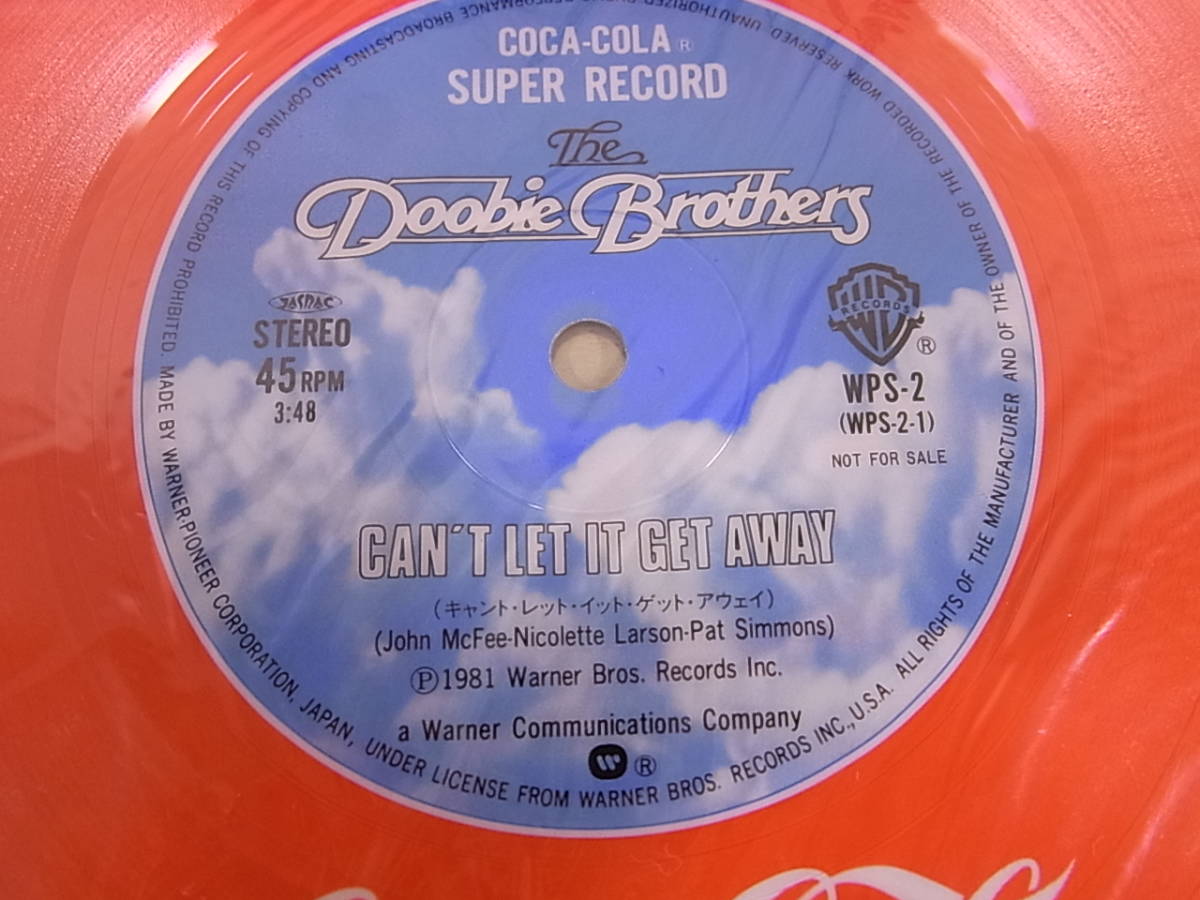 COCA-COLA ®
SUPER RECORD
The
Doobie Brothers
JASRAC
STEREO
45 RPM
3:48
RECORDS
®
WPS-2
(WPS-2-1)
NOT FOR SALE
CAN'T LET IT GET AWAY
(キャント・レット・イット・ゲット・アウェイ)
(John McFee-Nicolette Larson-Pat Simmons)
Ⓟ1981 Warner Bros. Records Inc.
a Warner Communications Company
®
MADE BY WARNER-PIONEER CORPORATION, JAPAN, UNDER LICENSE FROM WARNER BROS. RECORDS INC., U.S.A. ALL RIGHTS OF THE MANUFACTURER AND OF THE OWNER OF THE RECORDED WORK RESERVED. UNAUTHORIZED PUBLIC PERFORMANCE BROADCASTING AND COPYING OF THIS RECORD PROHIBITED.